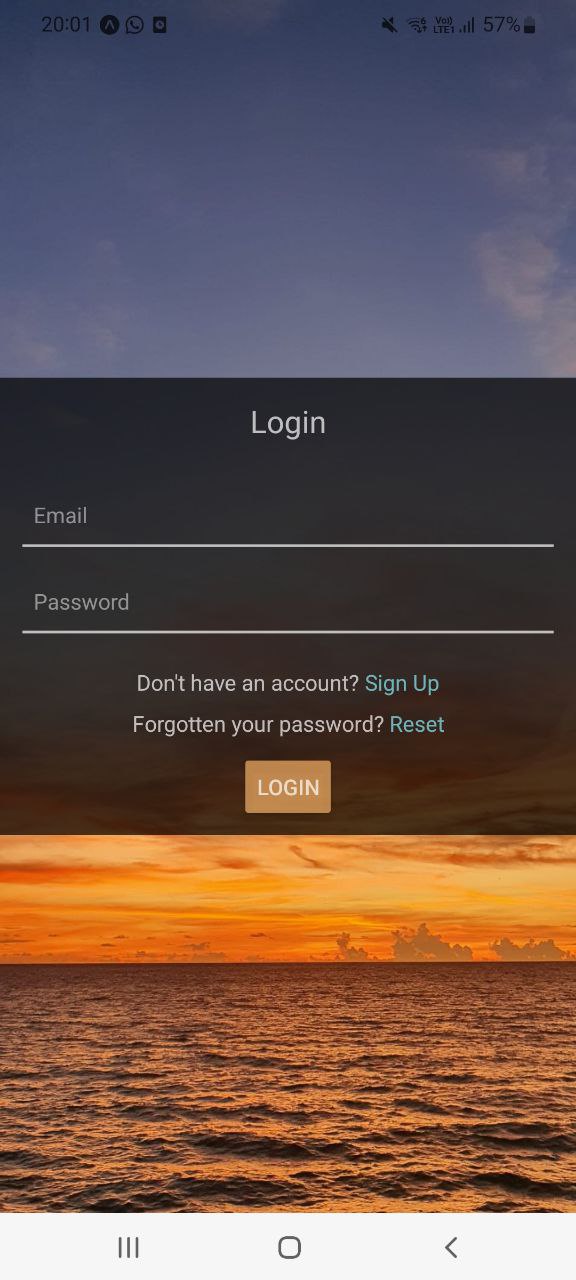 20:01 Vo)) LTE1 57%
Login
Email
Password
Don't have an account? Sign Up
Forgotten your password? Reset
LOGIN